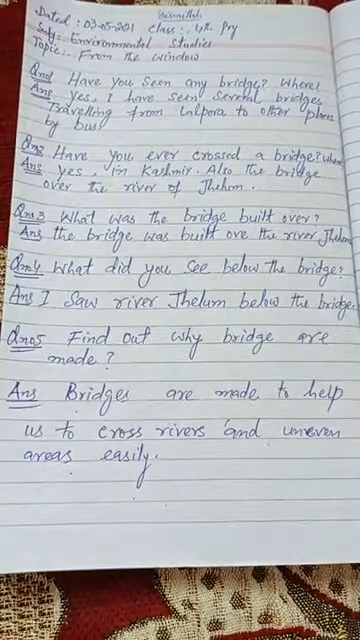 Bismillah
Dated : 03-05-2021 Class : 4th Pry
Sub:- Environmental Studies
Topic:- From the window
Qno1 Have you seen any bridge? Where?
Ans yes, I have seen several bridges
Travelling from Walpora to other places
by bus
Qno2 Have you ever crossed a bridge? where
Ans yes, in Kashmir. Also the bridge
over the river of Jhelum.
Qno3 What was the bridge built over?
Ans the bridge was built ove the river Jhelum
Qno4 What did you see below the bridge?
Ans I Saw river Jhelum below the bridge.
Qno5 Find out why bridge are
made?
Ans Bridges are made to help
us to cross rivers and uneven
areas easily.